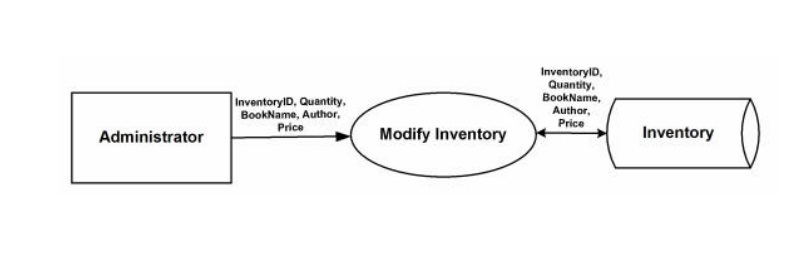 Administrator
InventoryID, Quantity,
BookName, Author,
Price
Modify Inventory
InventoryID,
Quantity,
BookName,
Author,
Price
Inventory